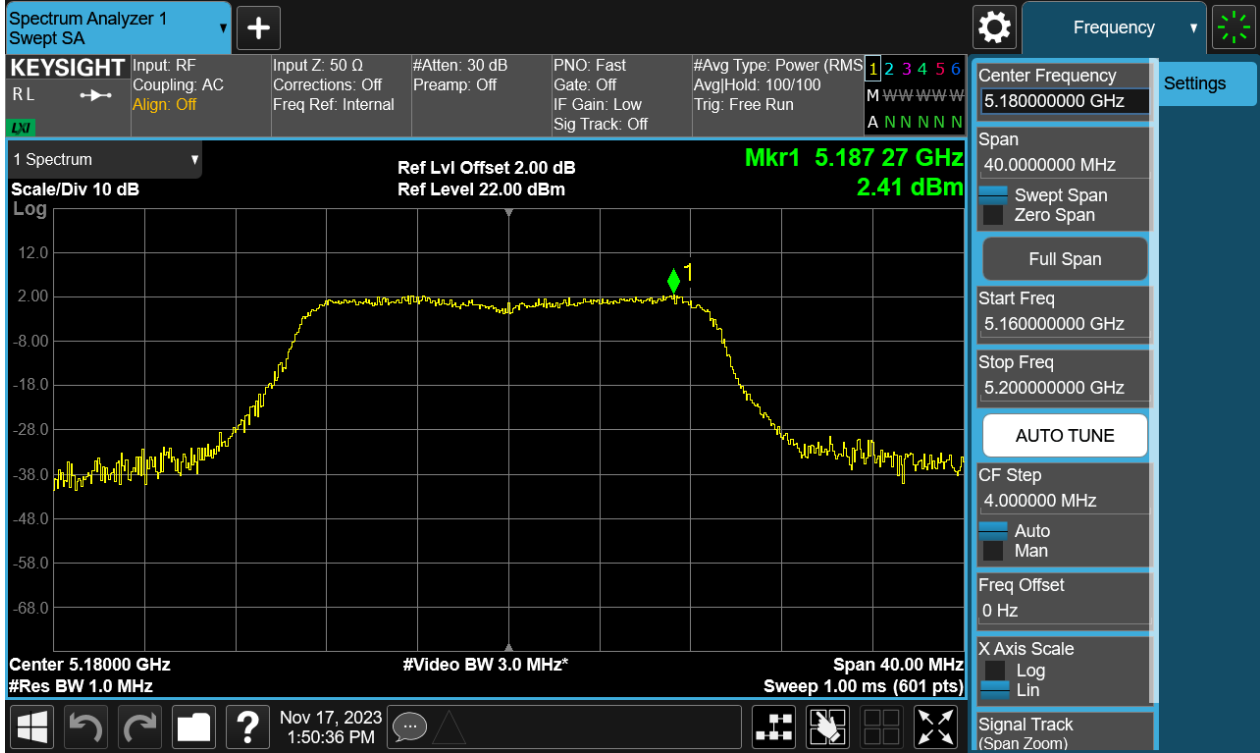 Spectrum Analyzer 1
Swept SA
+
Frequency
KEYSIGHT
R L
LXI
Input: RF
Coupling: AC
Align: Off
Input Z: 50 Ω
Corrections: Off
Freq Ref: Internal
#Atten: 30 dB
Preamp: Off
PNO: Fast
Gate: Off
IF Gain: Low
Sig Track: Off
#Avg Type: Power (RMS
Avg|Hold: 100/100
Trig: Free Run
1 2 3 4 5 6
M W W W W W
A N N N N N
1 Spectrum
Scale/Div 10 dB
Ref Lvl Offset 2.00 dB
Ref Level 22.00 dBm
Mkr1 5.187 27 GHz
2.41 dBm
Log
12.0
2.00
-8.00
-18.0
-28.0
-38.0
-48.0
-58.0
-68.0
1
Center 5.18000 GHz
#Res BW 1.0 MHz
#Video BW 3.0 MHz*
Span 40.00 MHz
Sweep 1.00 ms (601 pts)
Nov 17, 2023
1:50:36 PM
?
Center Frequency
5.180000000 GHz
Settings
Span
40.0000000 MHz
Swept Span
Zero Span
Full Span
Start Freq
5.160000000 GHz
Stop Freq
5.200000000 GHz
AUTO TUNE
CF Step
4.000000 MHz
Auto
Man
Freq Offset
0 Hz
X Axis Scale
Log
Lin
Signal Track
(Span Zoom)